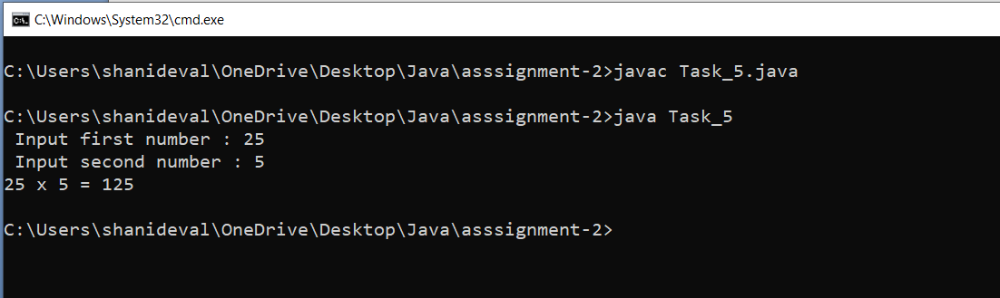 C:\Windows\System32\cmd.exe
C:\Users\shanideval\OneDrive\Desktop\Java\asssignment-2>javac Task_5.java
C:\Users\shanideval\OneDrive\Desktop\Java\asssignment-2>java Task_5
Input first number : 25
Input second number : 5
25 x 5 = 125
C:\Users\shanideval\OneDrive\Desktop\Java\asssignment-2>